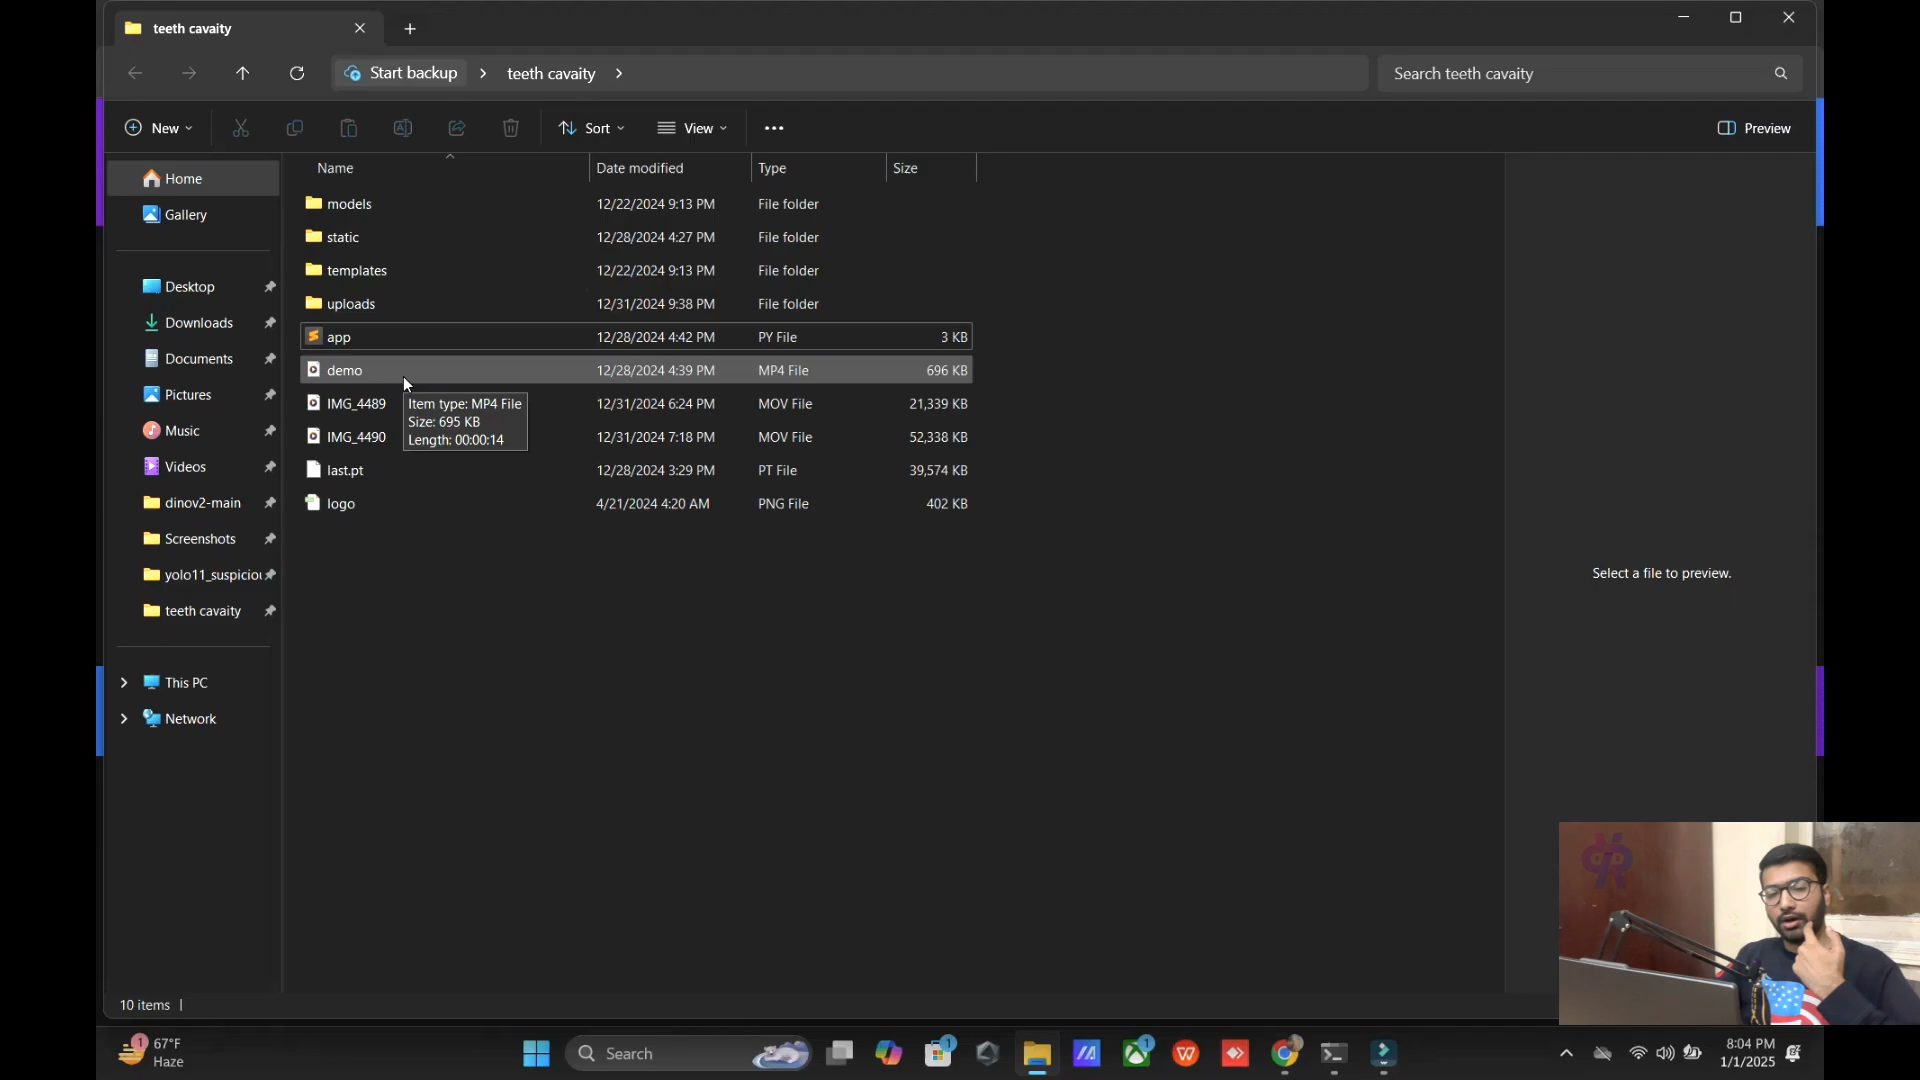 teeth cavaity
Start backup
teeth cavaity
Search teeth cavaity
New
Sort
View
Preview
Name
Date modified
Type
Size
Home
Gallery
Desktop
Downloads
Documents
Pictures
Music
Videos
dinov2-main
Screenshots
yolo11_suspiciou
teeth cavaity
This PC
Network
models 12/22/2024 9:13 PM File folder
static 12/28/2024 4:27 PM File folder
templates 12/22/2024 9:13 PM File folder
uploads 12/31/2024 9:38 PM File folder
app 12/28/2024 4:42 PM PY File 3 KB
demo 12/28/2024 4:39 PM MP4 File 696 KB
IMG_4489 12/31/2024 6:24 PM MOV File 21,339 KB
IMG_4490 12/31/2024 7:18 PM MOV File 52,338 KB
last.pt 12/28/2024 3:29 PM PT File 39,574 KB
logo 4/21/2024 4:20 AM PNG File 402 KB
Item type: MP4 File
Size: 695 KB
Length: 00:00:14
Select a file to preview.
10 items
1
67°F
Haze
Search
1
1
8:04 PM
1/1/2025